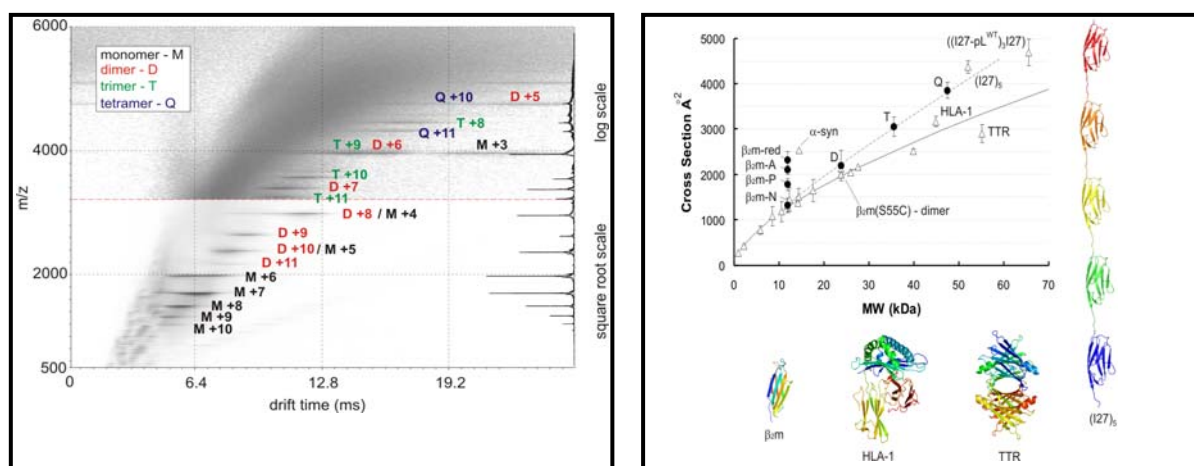 6000
4000
2000
500
m/z
0
6.4
12.8
19.2
drift time (ms)
log scale
square root scale
monomer - M
dimer - D
trimer - T
tetramer - Q
Q +10 D +5
T +8
Q +11
T +9 D +6 M +3
T +10
D +7
T +11
D +8 / M +4
D +9
D +10 / M +5
D +11
M +6
M +7
M +8
M +9
M +10
5000
4000
3000
2000
1000
0
Cross Section Å²
0 10 20 30 40 50 60 70
MW (kDa)
((I27-pLᵂᵀ)₃I27)
(I27)₅
Q
HLA-1
T
TTR
α-syn
D
β₂m-red
β₂m-A
β₂m-P
β₂m-N
β₂m(S55C) - dimer
β₂m
HLA-1
TTR
(I27)₅